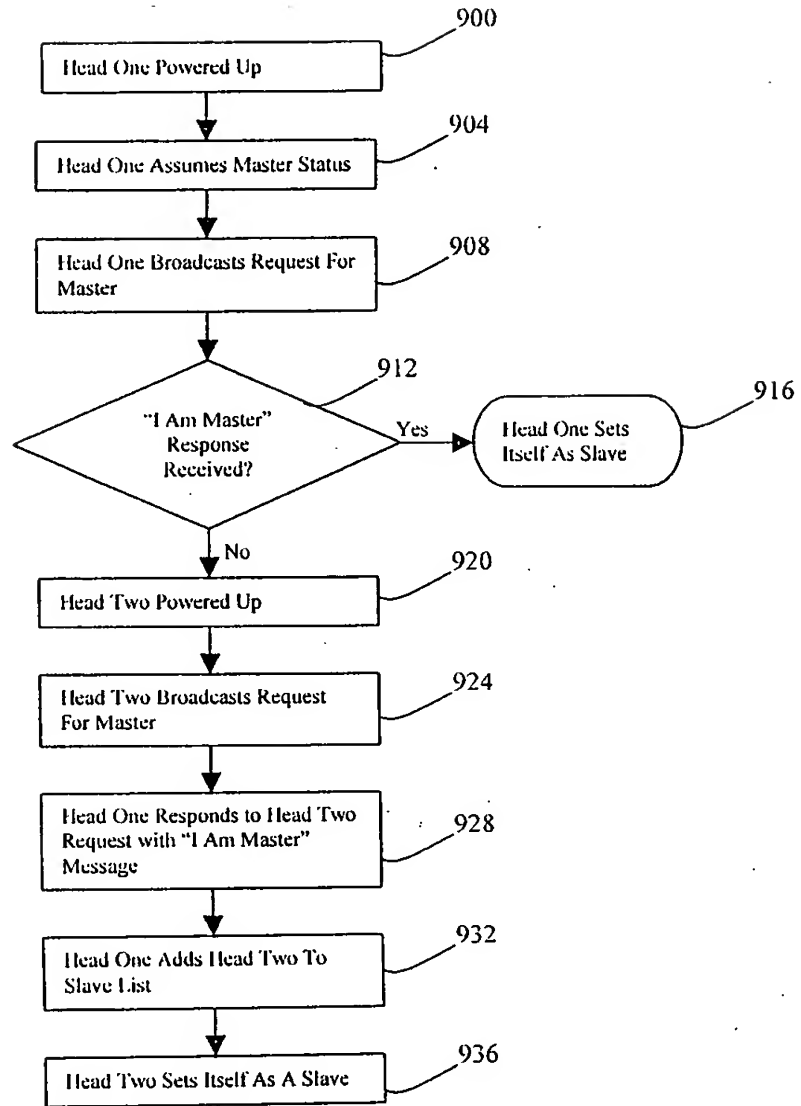 900
Head One Powered Up
904
Head One Assumes Master Status
908
Head One Broadcasts Request For
Master
912
“I Am Master”
Response
Received?
Yes
916
Head One Sets
Itself As Slave
No
920
Head Two Powered Up
924
Head Two Broadcasts Request
For Master
928
Head One Responds to Head Two
Request with “I Am Master”
Message
932
Head One Adds Head Two To
Slave List
936
Head Two Sets Itself As A Slave